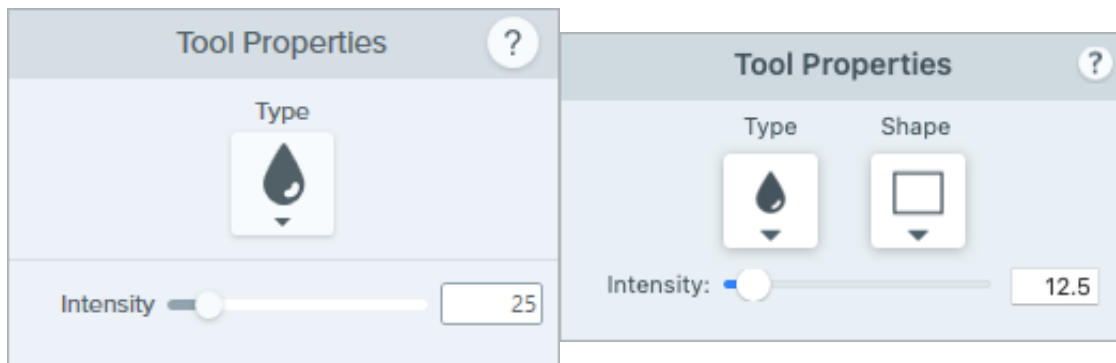 Tool Properties ?
Type
Intensity 25
Tool Properties ?
Type Shape
Intensity: 12.5